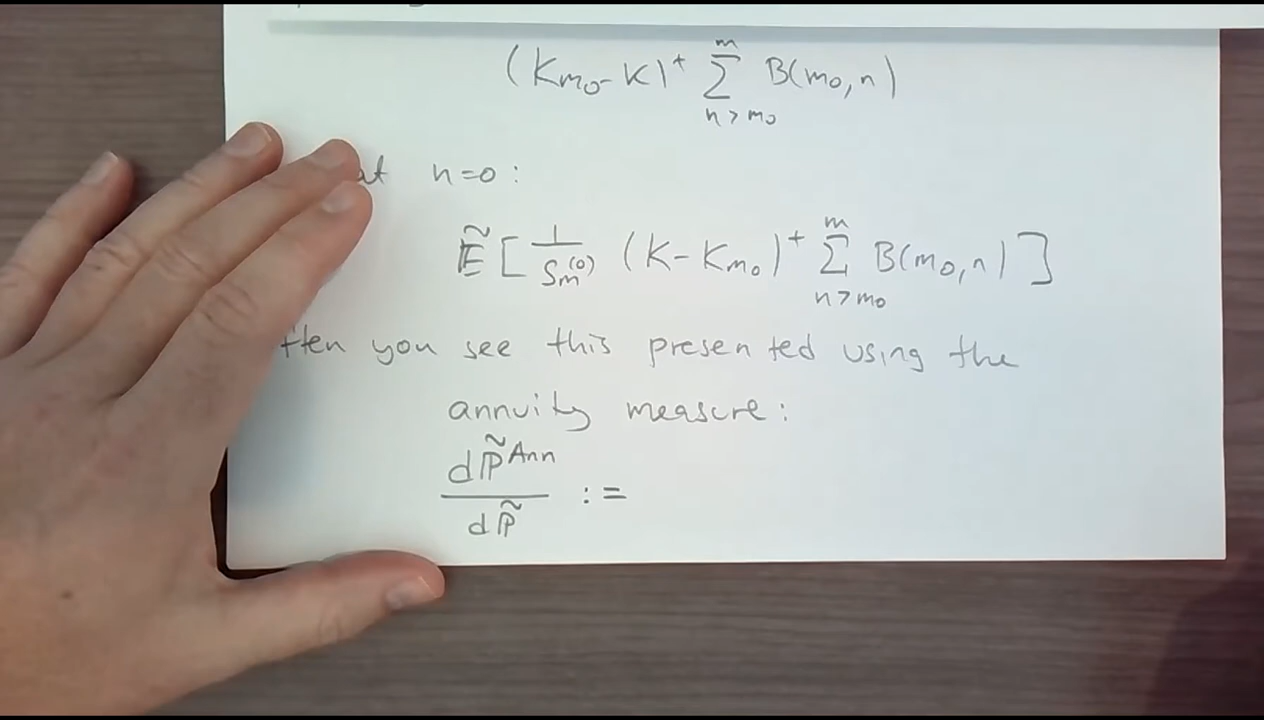 (K_{m_0} - K)^+ \sum_{n > m_0}^{m} B(m_0, n)
at n=0:
\tilde{E} [ \frac{1}{S_m^{(0)}} (K - K_{m_0})^+ \sum_{n > m_0}^{m} B(m_0, n) ]
ften you see this presented using the
annuity measure:
\frac{d\tilde{P}^{Ann}}{d\tilde{P}} :=